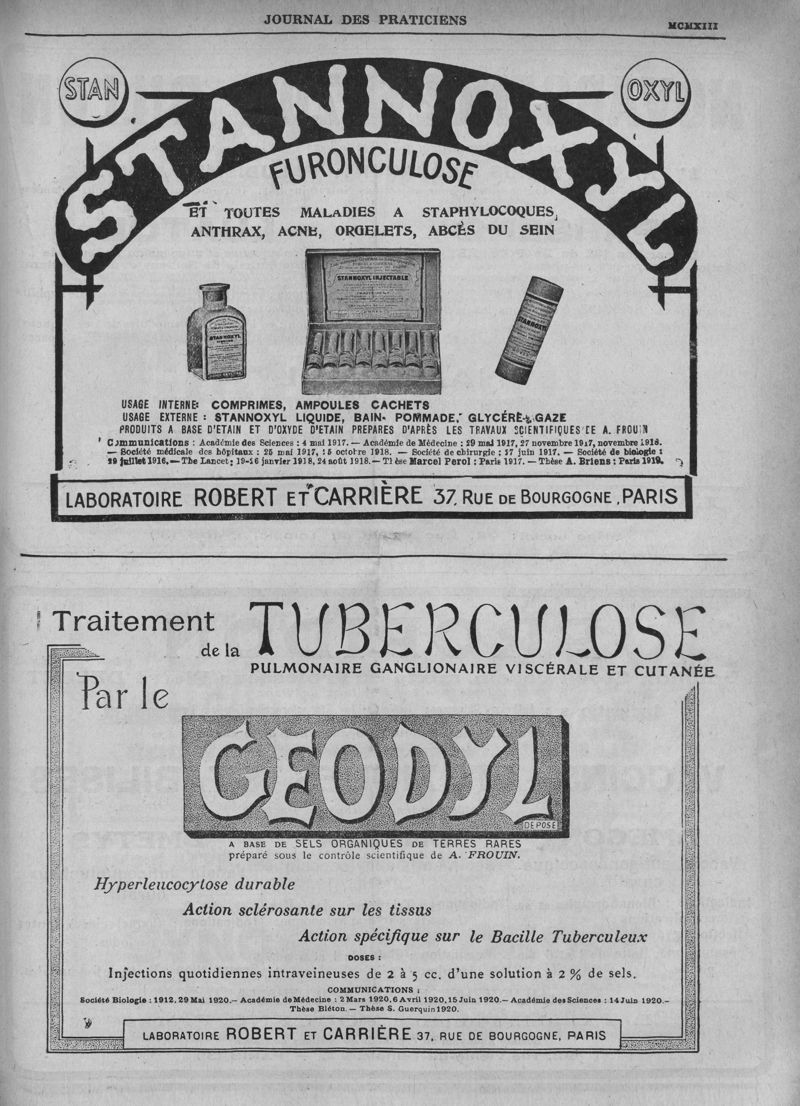 JOURNAL DES PRATICIENS
MCMXIII
STAN
OXYL
STANNOXYL
FURONCULOSE
ET TOUTES MALADIES A STAPHYLOCOQUES,
ANTHRAX, ACNE, ORGELETS, ABCÈS DU SEIN
STANNOXYL INJECTABLE
STANNOXYL
STANNOXYL
USAGE INTERNE: COMPRIMES, AMPOULES CACHETS
USAGE EXTERNE: STANNOXYL LIQUIDE, BAIN, POMMADE, GLYCÉRÉ, GAZE
PRODUITS A BASE D'ETAIN ET D'OXYDE D'ETAIN PREPARES D'APRÈS LES TRAVAUX SCIENTIFIQUES DE A. FROUIN
Communications : Académie des Sciences : 4 mai 1917. — Académie de Médecine : 29 mai 1917, 27 novembre 1917, novembre 1918.
— Société médicale des hôpitaux : 25 mai 1917, 15 octobre 1918. — Société de chirurgie : 17 juin 1917. — Société de biologie :
29 juillet 1916. — The Lancet; 19-26 janvier 1918, 24 août 1918. — Thèse Marcel Perol : Paris 1917. — Thèse A. Briens : Paris 1919.
LABORATOIRE ROBERT ET CARRIÈRE 37, RUE DE BOURGOGNE, PARIS
Traitement
de la TUBERCULOSE
PULMONAIRE GANGLIONAIRE VISCÉRALE ET CUTANÉE
Par le
GEODYL
DEPOSE
A BASE DE SELS ORGANIQUES DE TERRES RARES
préparé sous le contrôle scientifique de A. FROUIN.
Hyperleucocytose durable
Action sclérosante sur les tissus
Action spécifique sur le Bacille Tuberculeux
DOSES :
Injections quotidiennes intraveineuses de 2 à 5 cc. d'une solution à 2 % de sels.
COMMUNICATIONS :
Société Biologie : 1912, 29 Mai 1920.— Académie de Médecine : 2 Mars 1920, 6 Avril 1920, 15 Juin 1920.— Académie des Sciences : 14 Juin 1920.—
Thèse Biéton. — Thèse S. Guerquin 1920.
LABORATOIRE ROBERT ET CARRIÈRE 37, RUE DE BOURGOGNE, PARIS